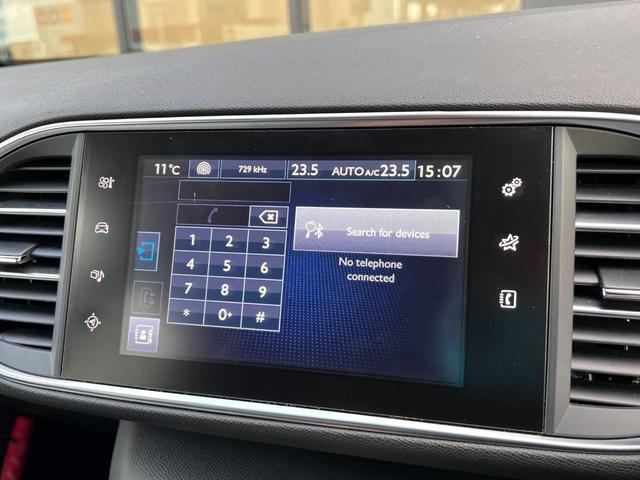 11°C 729 kHz 23.5 AUTO A/C 23.5 15:07
1 2 3
4 5 6
7 8 9
* 0+ #
Search for devices
No telephone
connected